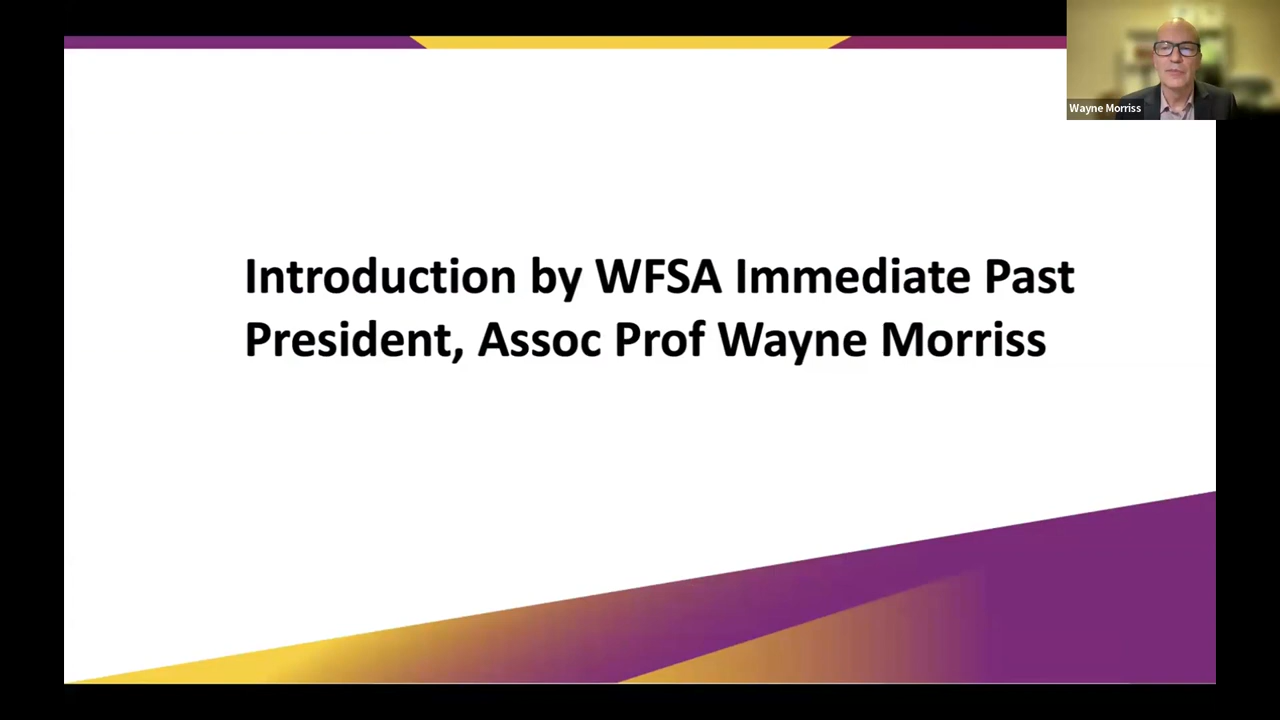 Wayne Morriss
Introduction by WFSA Immediate Past
President, Assoc Prof Wayne Morriss